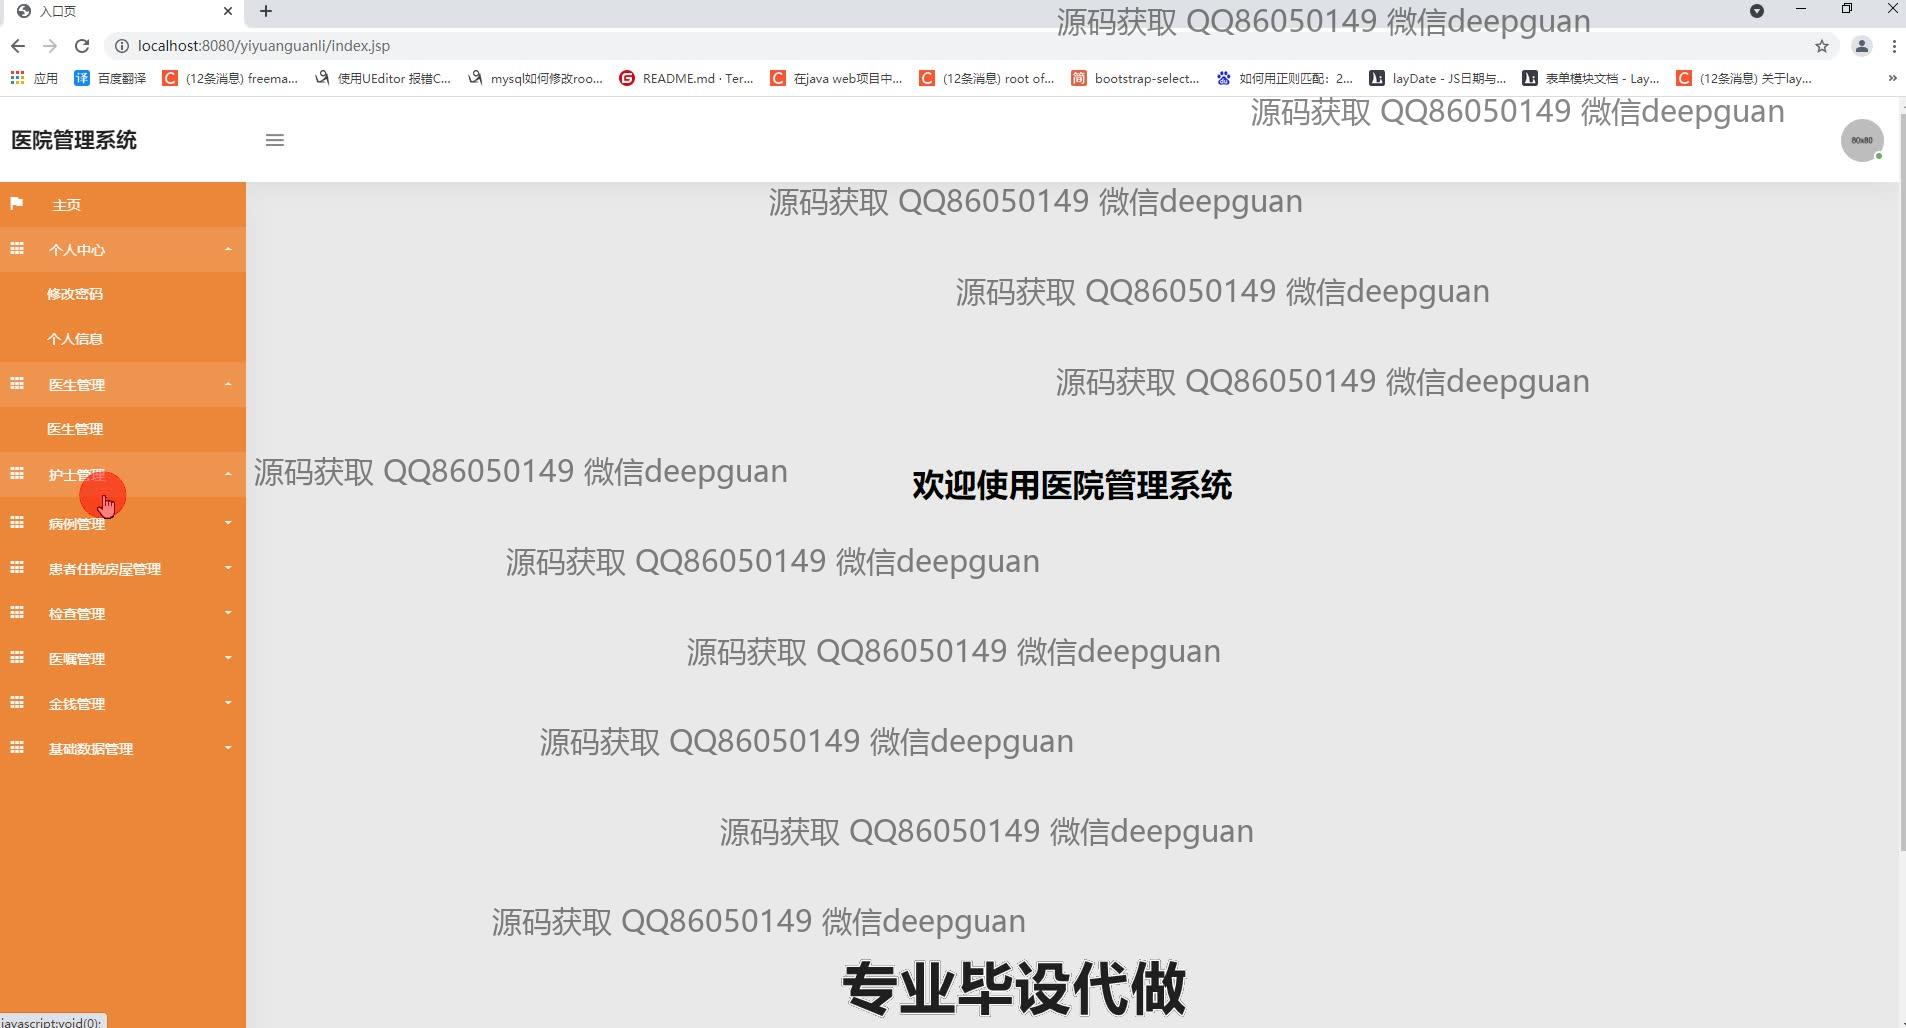 入口页
源码获取 QQ86050149 微信deepguan
localhost:8080/yiyuanguanli/index.jsp
应用 百度翻译 (12条消息) freema... 使用UEditor 报错C... mysql如何修改roo... README.md · Ter... 在java web项目中... (12条消息) root of... bootstrap-select... 如何用正则匹配：2... layDate - JS日期与... 表单模块文档 - Lay... (12条消息) 关于lay...
源码获取 QQ86050149 微信deepguan
医院管理系统
80x80
源码获取 QQ86050149 微信deepguan
主页
个人中心
修改密码
源码获取 QQ86050149 微信deepguan
个人信息
医生管理
源码获取 QQ86050149 微信deepguan
医生管理
护士管理
源码获取 QQ86050149 微信deepguan
欢迎使用医院管理系统
病例管理
患者住院房屋管理
源码获取 QQ86050149 微信deepguan
检查管理
医嘱管理
源码获取 QQ86050149 微信deepguan
金钱管理
基础数据管理
源码获取 QQ86050149 微信deepguan
源码获取 QQ86050149 微信deepguan
源码获取 QQ86050149 微信deepguan
专业毕设代做
javascript:void(0);